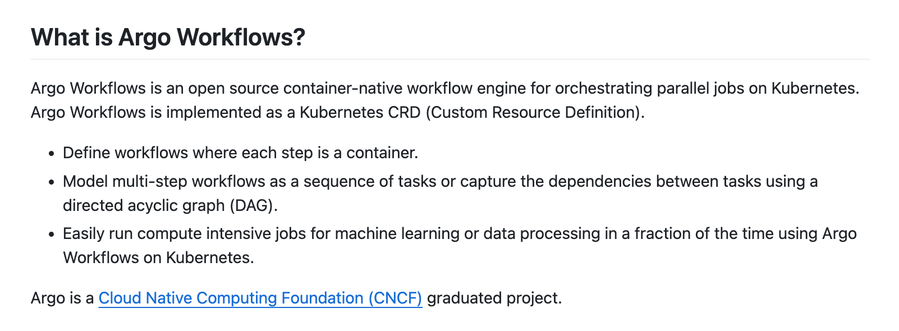 What is Argo Workflows?
Argo Workflows is an open source container-native workflow engine for orchestrating parallel jobs on Kubernetes.
Argo Workflows is implemented as a Kubernetes CRD (Custom Resource Definition).
• Define workflows where each step is a container.
• Model multi-step workflows as a sequence of tasks or capture the dependencies between tasks using a
directed acyclic graph (DAG).
• Easily run compute intensive jobs for machine learning or data processing in a fraction of the time using Argo
Workflows on Kubernetes.
Argo is a Cloud Native Computing Foundation (CNCF) graduated project.